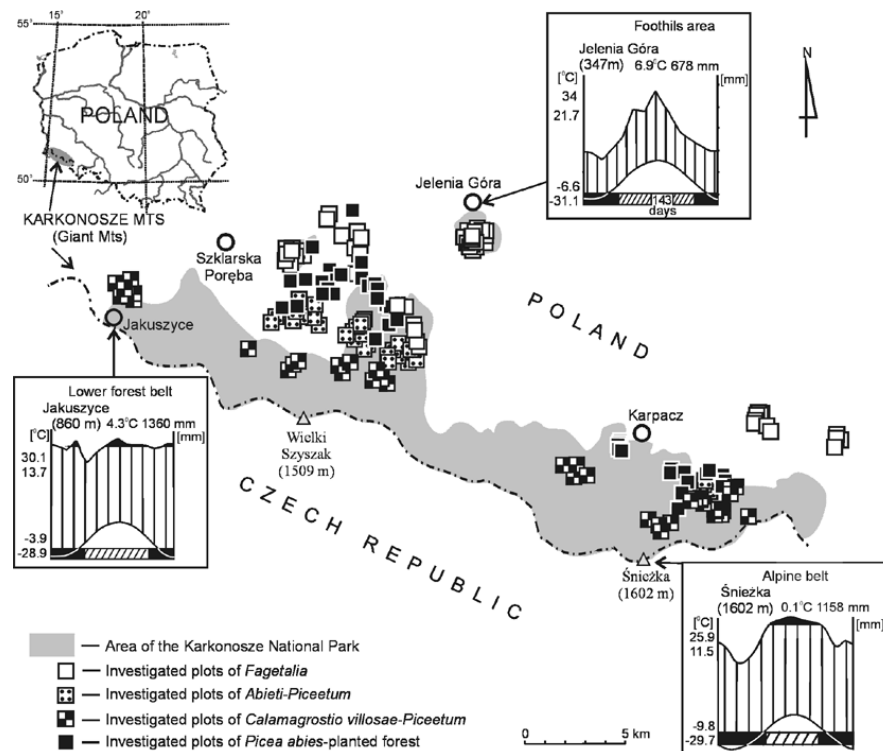 55°
15°
20°
POLAND
50°
KARKONOSZE MTS
(Giant Mts)
Foothils area
Jelenia Góra
(347m) 6.9°C 678 mm
[°C] [mm]
34
21.7
-6.6
-31.1
143
days
N
Jelenia Góra
Szklarska
Poręba
Jakuszyce
POLAND
Lower forest belt
Jakuszyce
(860 m) 4.3°C 1360 mm
[°C] [mm]
30.1
13.7
-3.9
-28.9
Wielki
Szyszak
(1509 m)
Karpacz
CZECH REPUBLIC
Śnieżka
(1602 m)
Alpine belt
Śnieżka
(1602 m) 0.1°C 1158 mm
[°C] [mm]
25.9
11.5
-9.8
-29.7
— Area of the Karkonosze National Park
— Investigated plots of Fagetalia
— Investigated plots of Abieti-Piceetum
— Investigated plots of Calamagrostio villosae-Piceetum
— Investigated plots of Picea abies-planted forest
0 5 km